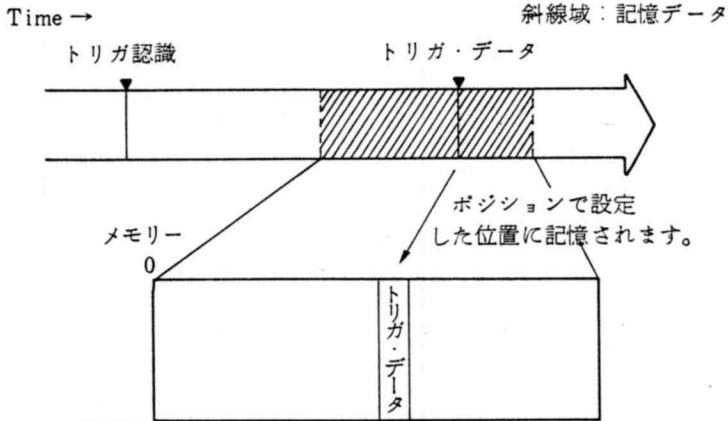 Time →
斜線域：記憶データ
トリガ認識
トリガ・データ
ポジションで設定
した位置に記憶されます。
メモリー
0
トリガ・データ